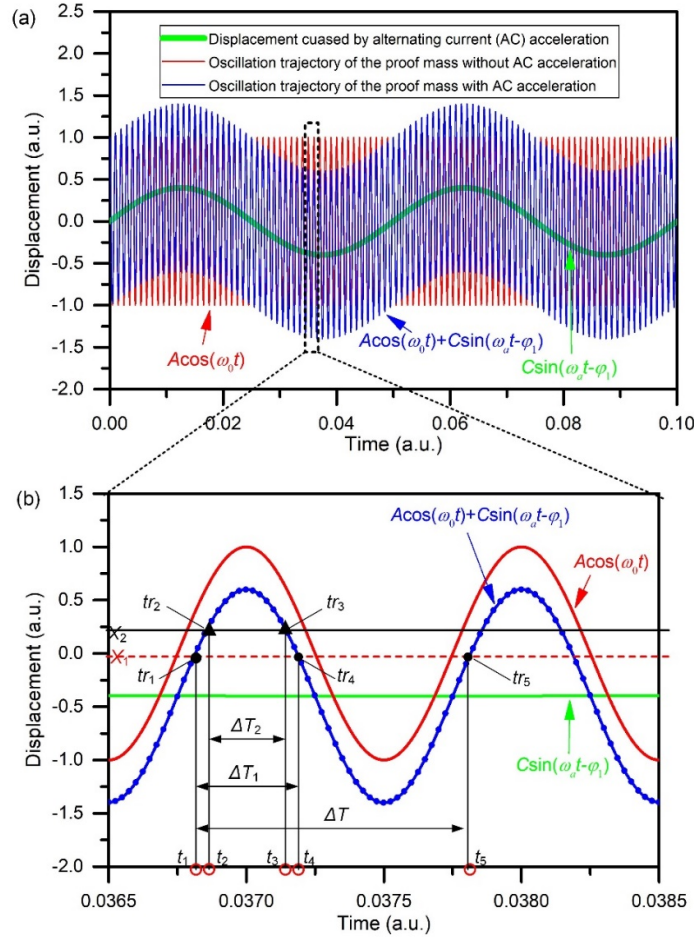 (a)
2.5
2.0
1.5
1.0
0.5
0.0
-0.5
-1.0
-1.5
-2.0
Displacement (a.u.)
Displacement cuased by alternating current (AC) acceleration
Oscillation trajectory of the proof mass without AC acceleration
Oscillation trajectory of the proof mass with AC acceleration
Acos(ω₀t)
Acos(ω₀t)+Csin(ωₐt-φ₁)
Csin(ωₐt-φ₁)
0.00 0.02 0.04 0.06 0.08 0.10
Time (a.u.)
(b)
1.5
1.0
0.5
X₂
0.0
X₁
-0.5
-1.0
-1.5
-2.0
Displacement (a.u.)
Acos(ω₀t)+Csin(ωₐt-φ₁)
Acos(ω₀t)
tr₂ tr₃
tr₁ tr₄ tr₅
Csin(ωₐt-φ₁)
ΔT₂
ΔT₁
ΔT
t₁ t₂ t₃ t₄ t₅
0.0365 0.0370 0.0375 0.0380 0.0385
Time (a.u.)